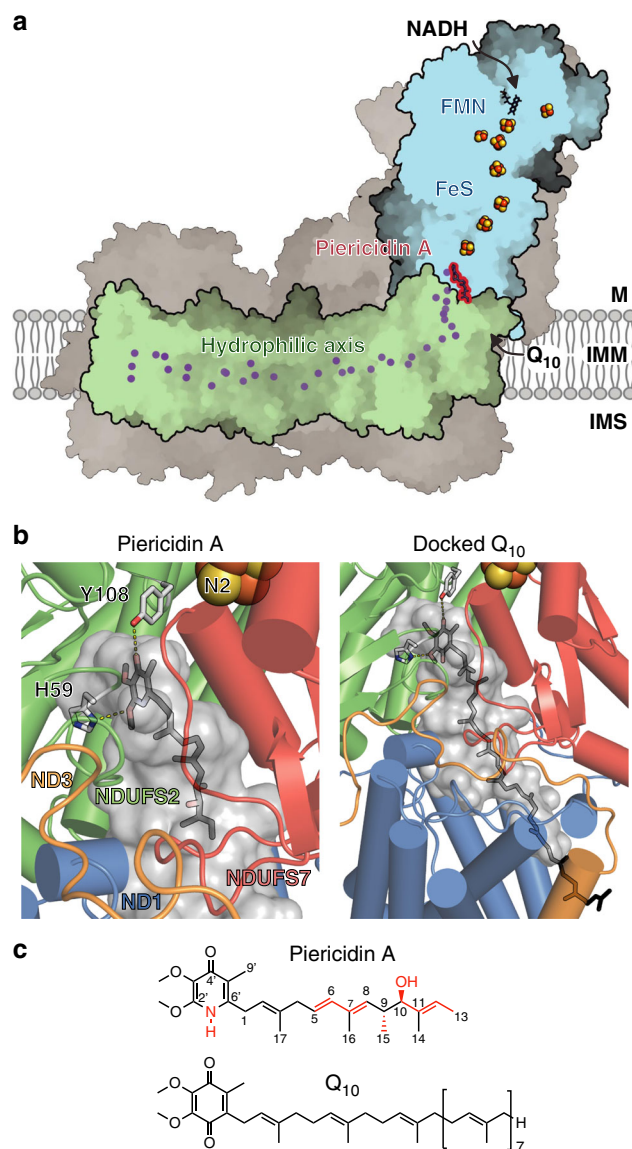 a
NADH
FMN
FeS
Piericidin A
M
Hydrophilic axis
Q10
IMM
IMS
b
Piericidin A
Docked Q10
Y108
N2
H59
ND3
NDUFS2
ND1
NDUFS7
c
Piericidin A
O
O
4'
9'
OH
6
8
O
2'
6'
7
9
11
N
5
10
13
H
1
17
16
15
14
Q10
O
O
O
H
O
7